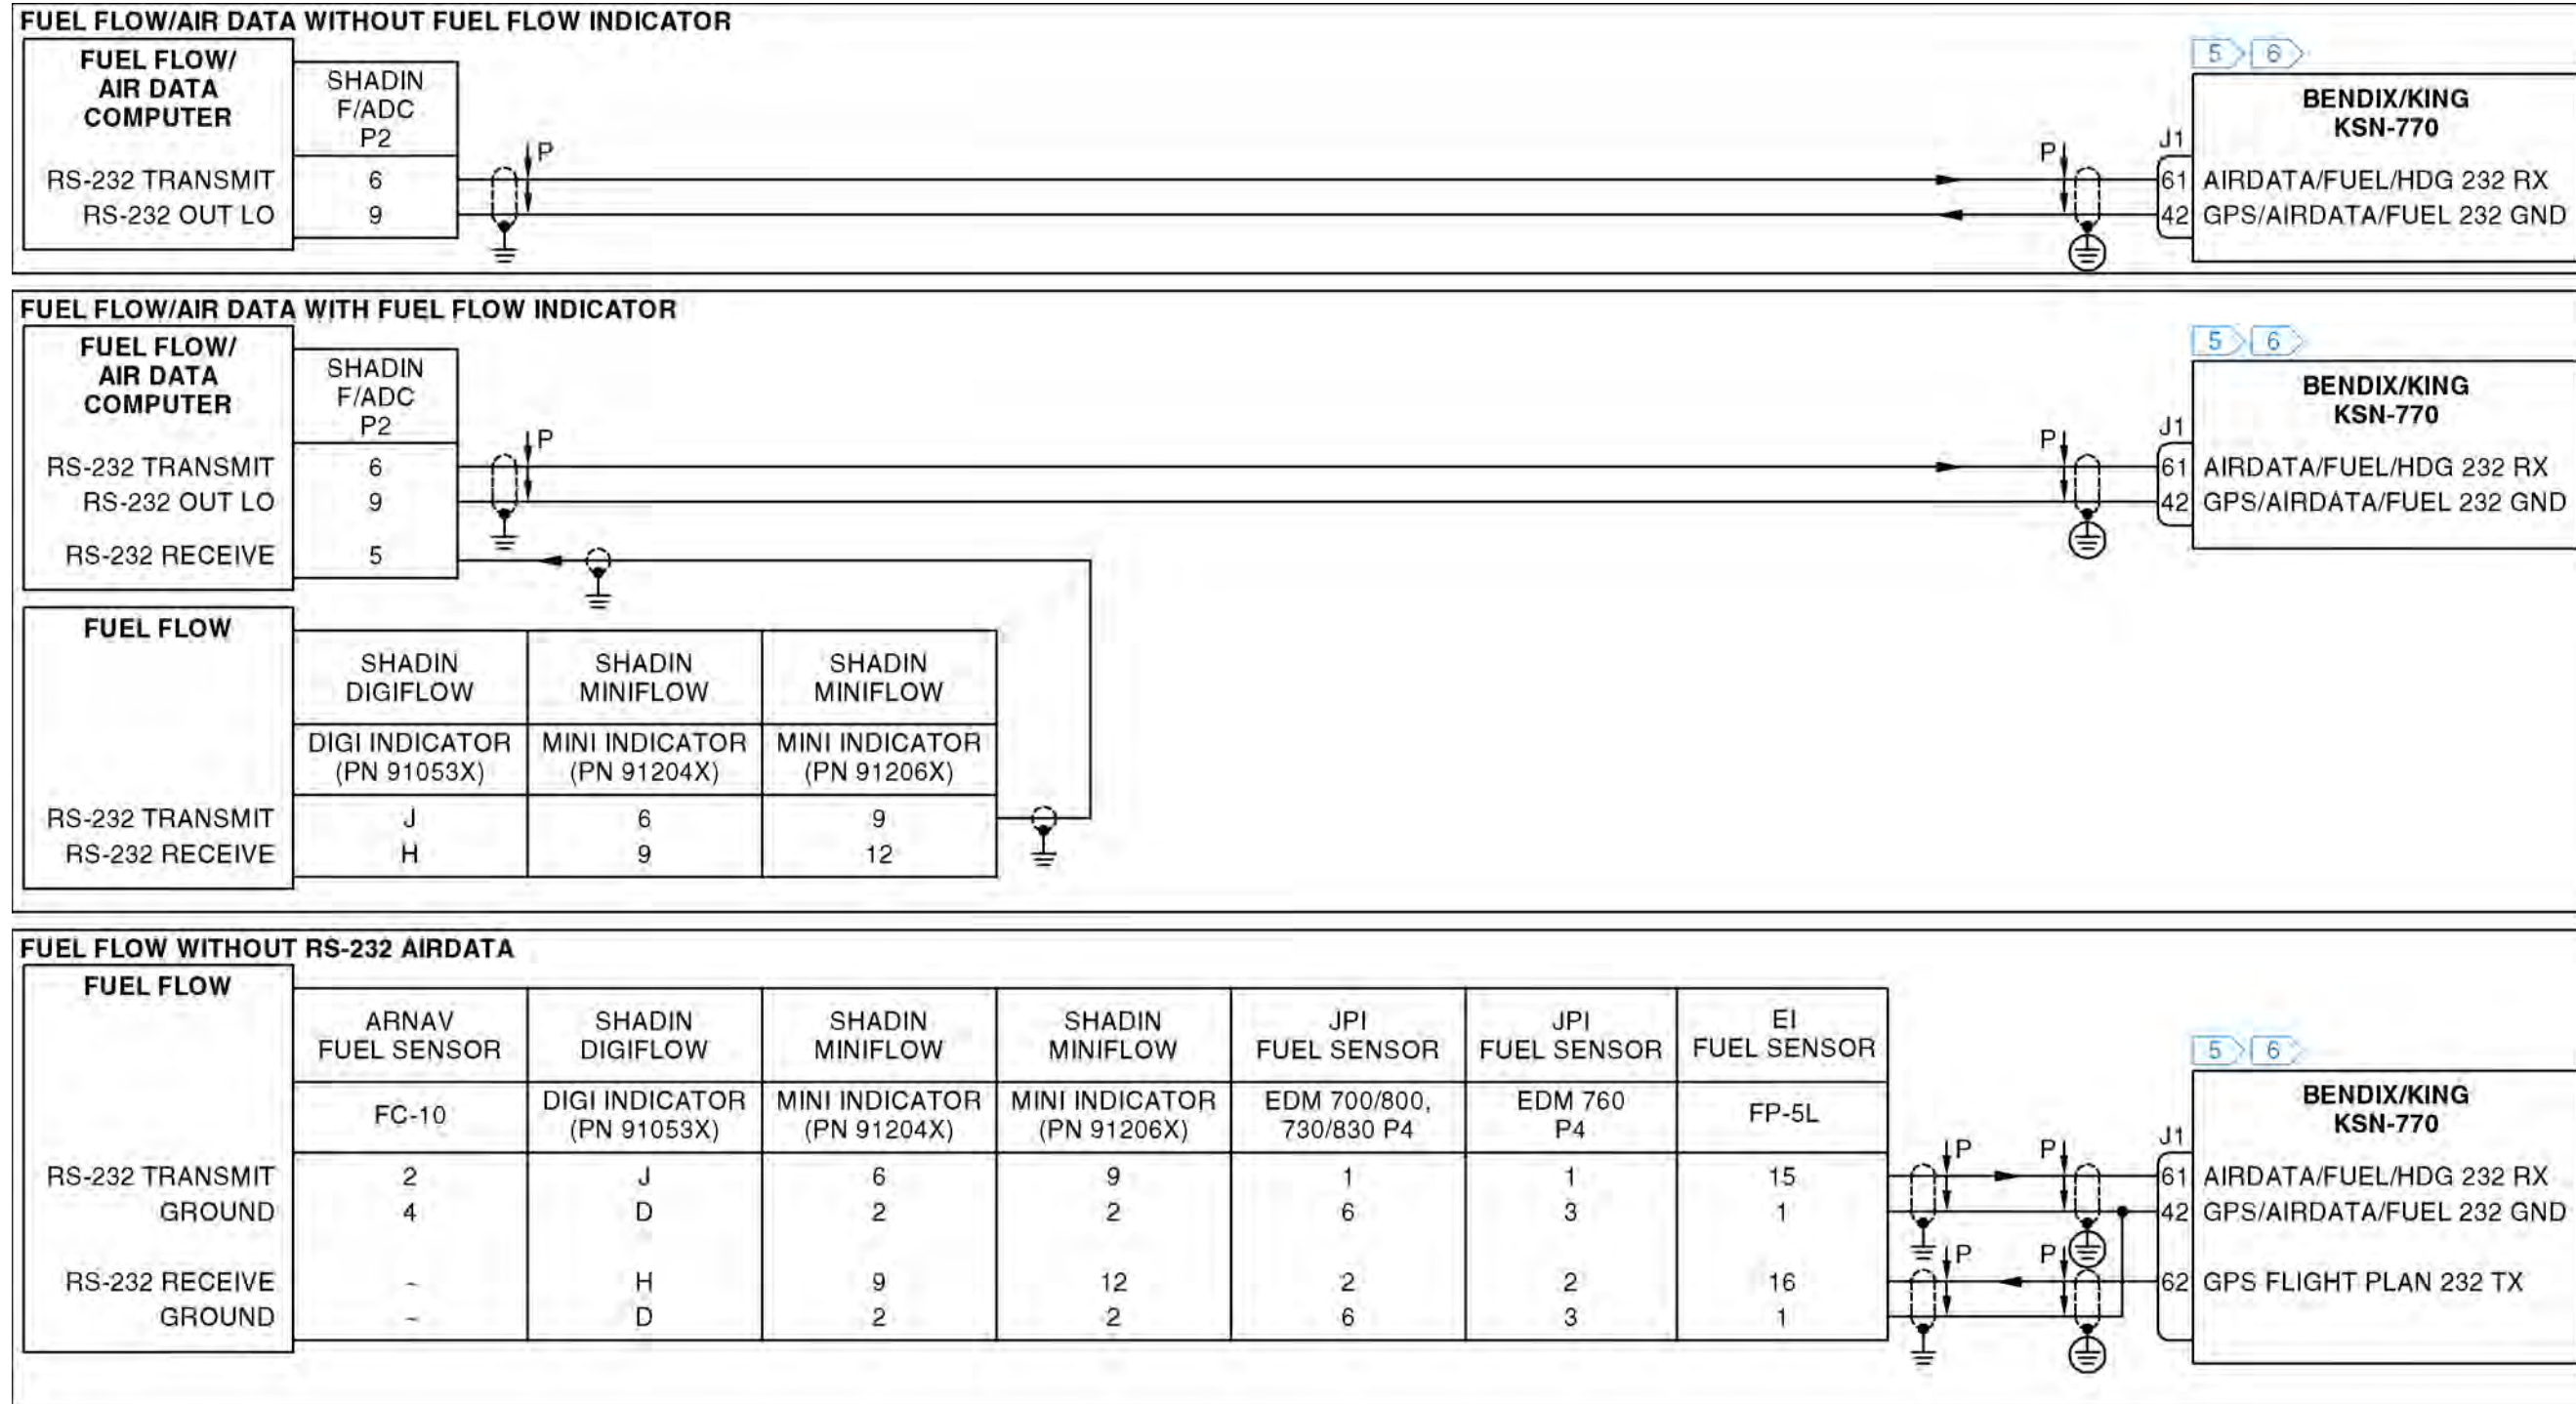 FUEL FLOW/AIR DATA WITHOUT FUEL FLOW INDICATOR
FUEL FLOW/
AIR DATA
COMPUTER
SHADIN
F/ADC
P2
RS-232 TRANSMIT 6
RS-232 OUT LO 9
P
P
5 6
BENDIX/KING
KSN-770
J1
61 AIRDATA/FUEL/HDG 232 RX
42 GPS/AIRDATA/FUEL 232 GND
FUEL FLOW/AIR DATA WITH FUEL FLOW INDICATOR
FUEL FLOW/
AIR DATA
COMPUTER
SHADIN
F/ADC
P2
RS-232 TRANSMIT 6
RS-232 OUT LO 9
RS-232 RECEIVE 5
P
P
5 6
BENDIX/KING
KSN-770
J1
61 AIRDATA/FUEL/HDG 232 RX
42 GPS/AIRDATA/FUEL 232 GND
FUEL FLOW
SHADIN SHADIN SHADIN
DIGIFLOW MINIFLOW MINIFLOW
DIGI INDICATOR MINI INDICATOR MINI INDICATOR
(PN 91053X) (PN 91204X) (PN 91206X)
RS-232 TRANSMIT J 6 9
RS-232 RECEIVE H 9 12
FUEL FLOW WITHOUT RS-232 AIRDATA
FUEL FLOW
ARNAV SHADIN SHADIN SHADIN JPI JPI EI
FUEL SENSOR DIGIFLOW MINIFLOW MINIFLOW FUEL SENSOR FUEL SENSOR FUEL SENSOR
FC-10 DIGI INDICATOR MINI INDICATOR MINI INDICATOR EDM 700/800, EDM 760 FP-5L
(PN 91053X) (PN 91204X) (PN 91206X) 730/830 P4 P4
RS-232 TRANSMIT 2 J 6 9 1 1 15
GROUND 4 D 2 2 6 3 1
RS-232 RECEIVE - H 9 12 2 2 16
GROUND - D 2 2 6 3 1
P P
P P
5 6
BENDIX/KING
KSN-770
J1
61 AIRDATA/FUEL/HDG 232 RX
42 GPS/AIRDATA/FUEL 232 GND
62 GPS FLIGHT PLAN 232 TX